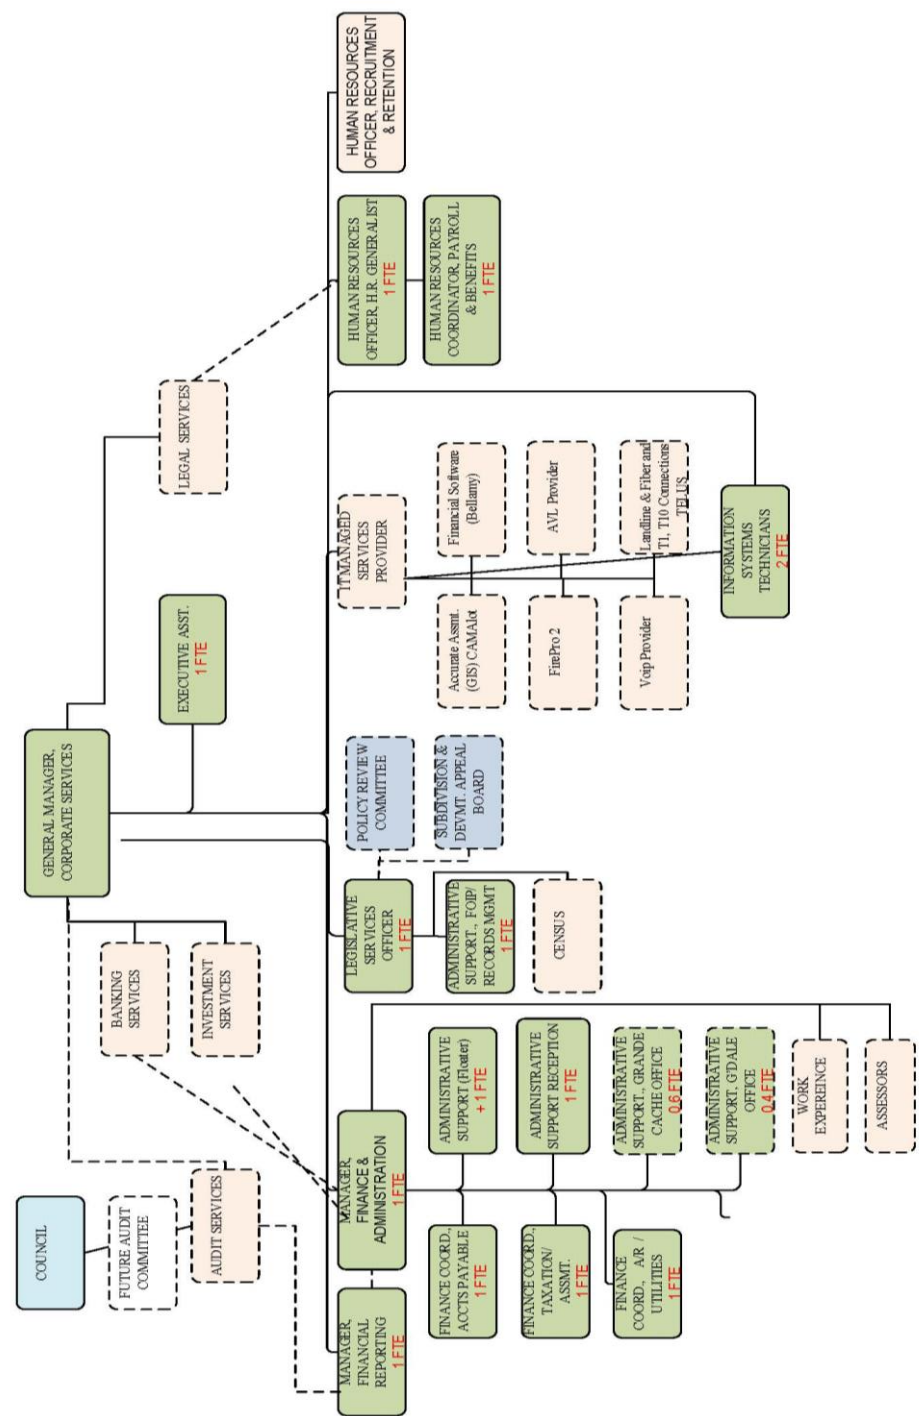 COUNCIL
FUTURE AUDIT
COMMITTEE
AUDIT SERVICES
GENERAL MANAGER,
CORPORATE SERVICES
BANKING
SERVICES
INVESTMENT
SERVICES
EXECUTIVE ASST.
1 FTE
LEGAL SERVICES
MANAGER,
FINANCIAL
REPORTING
1 FTE
MANAGER,
FINANCE &
ADMINISTRATION
1 FTE
LEGISLATIVE
SERVICES
OFFICER
1 FTE
POLICY REVIEW
COMMITTEE
SUBDIVISION &
DEVMT. APPEAL
BOARD
IT MANAGED
SERVICES
PROVIDER
HUMAN RESOURCES
OFFICER, H.R. GENERALIST
1 FTE
HUMAN RESOURCES
OFFICER, RECRUITMENT
& RETENTION
HUMAN RESOURCES
COORDINATOR, PAYROLL
& BENEFITS
1 FTE
FINANCE COORD.,
ACCTS PAYABLE
1 FTE
ADMINISTRATIVE
SUPPORT (Floater)
+ 1 FTE
FINANCE COORD.,
TAXATION/
ASSMT.
1 FTE
ADMINISTRATIVE
SUPPORT RECEPTION
1 FTE
FINANCE
COORD., A/R /
UTILITIES
1 FTE
ADMINISTRATIVE
SUPPORT., GRANDE
CACHIE OFFICE
0.6 FTE
ADMINISTRATIVE
SUPPORT. G'DALE
OFFICE
0.4 FTE
WORK
EXPEREINCE
ASSESSORS
ADMINISTRATIVE
SUPPORT., FOIP/
RECORDS MGMT
1 FTE
CENSUS
Accurate Assmt.
(GIS) CAMAlot
Financial Software
(Bellamy)
FirePro 2
AVL Provider
Voip Provider
Landline & Fiber and
T1, T10 Connections
TELUS
INFORMATION
SYSTEMS
TECHNICIANS
2 FTE